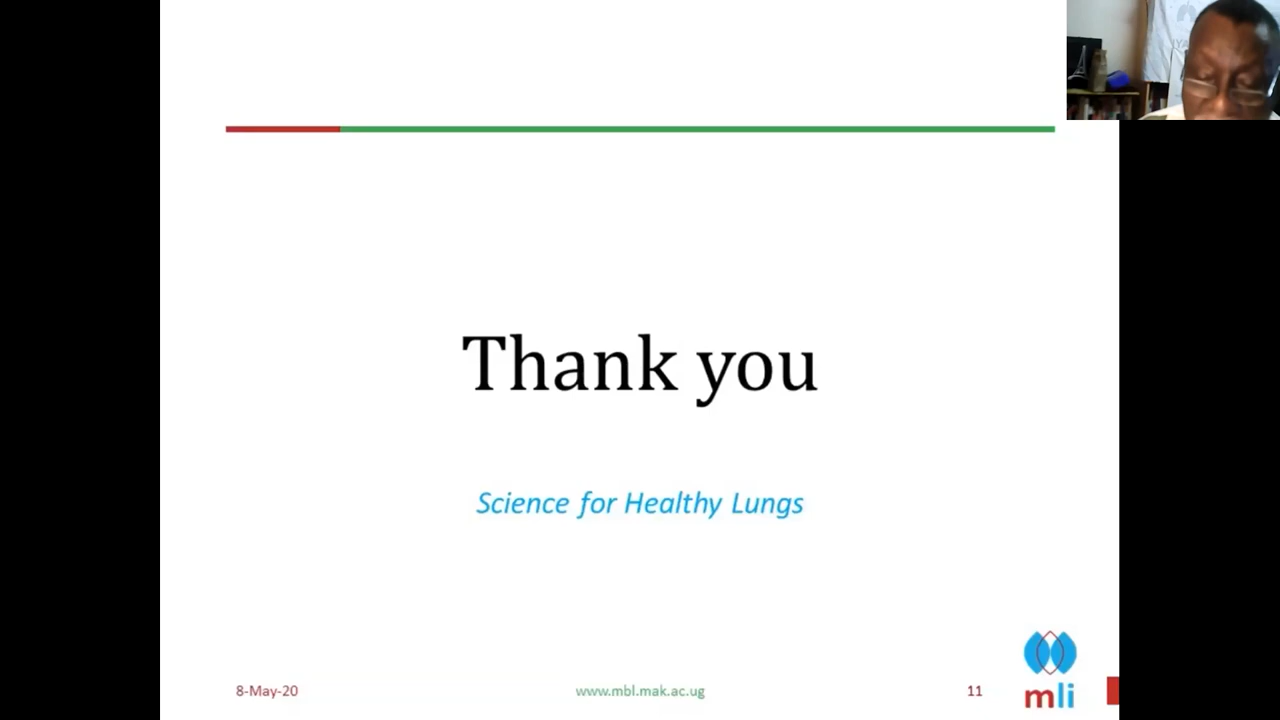 Thank you
Science for Healthy Lungs
8-May-20
www.mbl.mak.ac.ug
11
mli